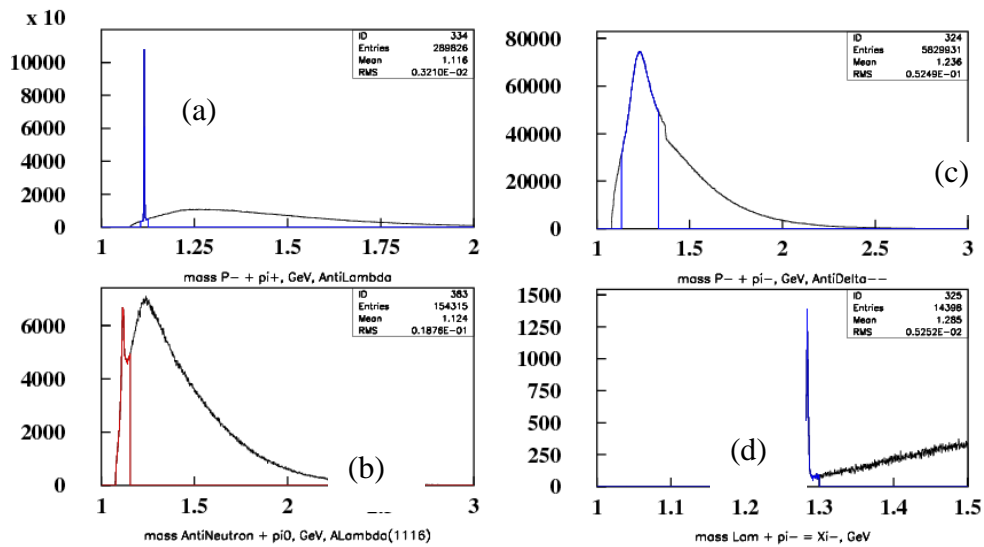 x 10
ID 334
Entries 289826
Mean 1.116
RMS 0.3210E-02
10000
8000
6000
4000
2000
0
(a)
1 1.25 1.5 1.75 2
mass P- + pi+, GeV, AntiLambda
ID 324
Entries 5829931
Mean 1.236
RMS 0.5249E-01
80000
60000
40000
20000
0
(c)
1 1.5 2 2.5 3
mass P- + pi-, GeV, AntiDelta--
ID 383
Entries 154315
Mean 1.124
RMS 0.1876E-01
6000
4000
2000
0
(b)
1 1.5 2 3
mass AntiNeutron + pi0, GeV, ALambda(1116)
ID 325
Entries 14398
Mean 1.285
RMS 0.5252E-02
1500
1250
1000
750
500
250
0
(d)
1 1.1 1.2 1.3 1.4 1.5
mass Lam + pi- = Xi-, GeV